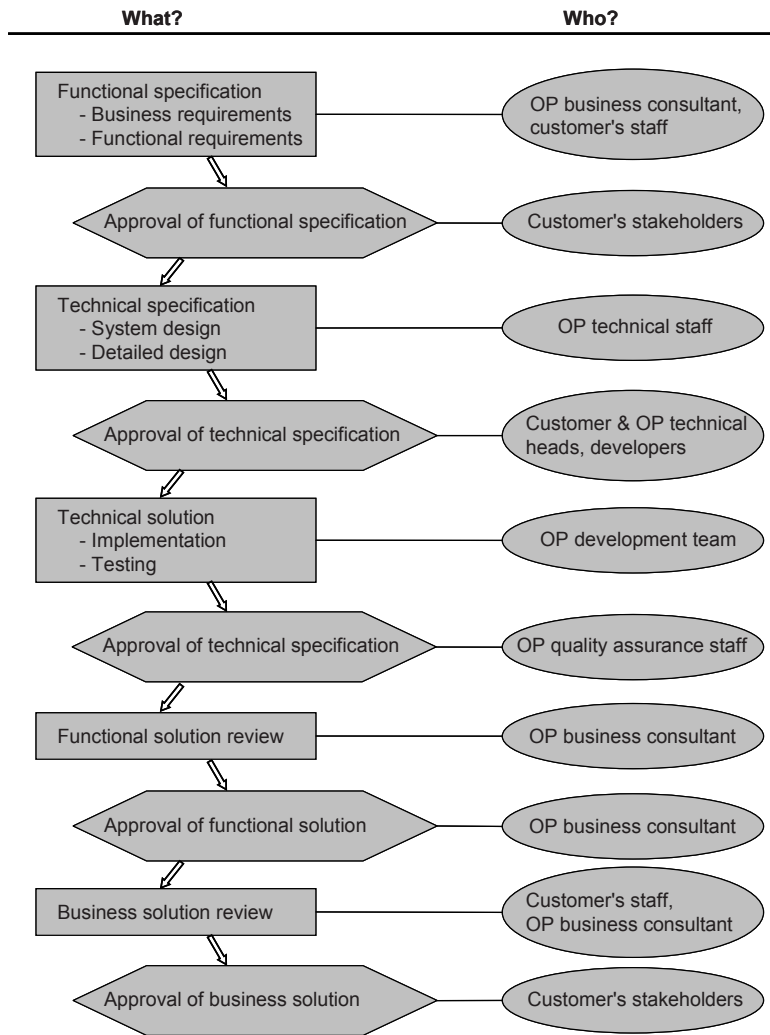 What? Who?
Functional specification
- Business requirements
- Functional requirements
OP business consultant,
customer's staff
Approval of functional specification
Customer's stakeholders
Technical specification
- System design
- Detailed design
OP technical staff
Approval of technical specification
Customer & OP technical
heads, developers
Technical solution
- Implementation
- Testing
OP development team
Approval of technical specification
OP quality assurance staff
Functional solution review
OP business consultant
Approval of functional solution
OP business consultant
Business solution review
Customer's staff,
OP business consultant
Approval of business solution
Customer's stakeholders